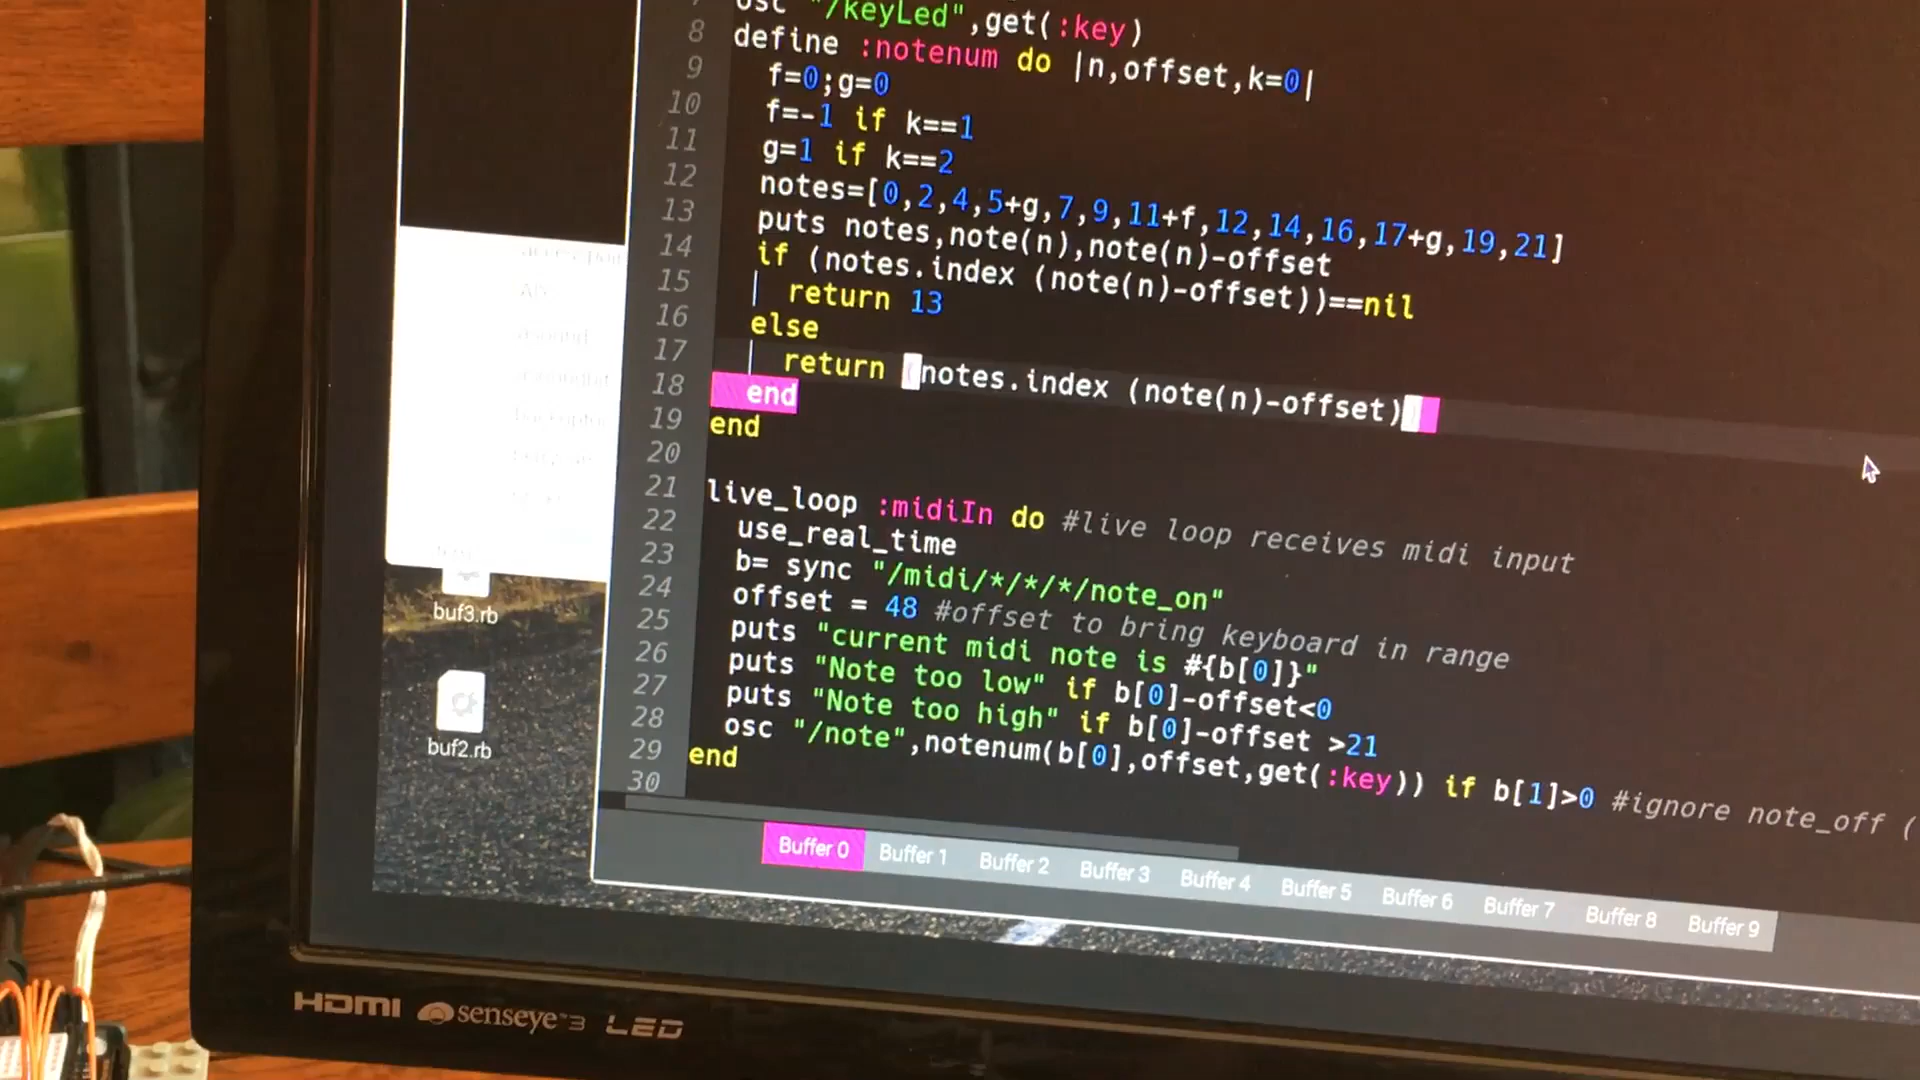 7
osc "/keyLed",get(:key)
8 define :notenum do |n,offset,k=0|
9 f=0;g=0
10 f=-1 if k==1
11 g=1 if k==2
12 notes=[0,2,4,5+g,7,9,11+f,12,14,16,17+g,19,21]
13 puts notes,note(n),note(n)-offset
14 if (notes.index (note(n)-offset))==nil
15 return 13
16 else
17 return (notes.index (note(n)-offset))
18 end
19 end
20
21 live_loop :midiIn do #live loop receives midi input
22 use_real_time
23 b= sync "/midi/*/*/*/note_on"
24 offset = 48 #offset to bring keyboard in range
25 puts "current midi note is #{b[0]}"
26 puts "Note too low" if b[0]-offset<0
27 puts "Note too high" if b[0]-offset >21
28 osc "/note",notenum(b[0],offset,get(:key)) if b[1]>0 #ignore note_off (
29 end
30
Buffer 0 Buffer 1 Buffer 2 Buffer 3 Buffer 4 Buffer 5 Buffer 6 Buffer 7 Buffer 8 Buffer 9
buf3.rb
buf2.rb
HDMI senseye™3 LED